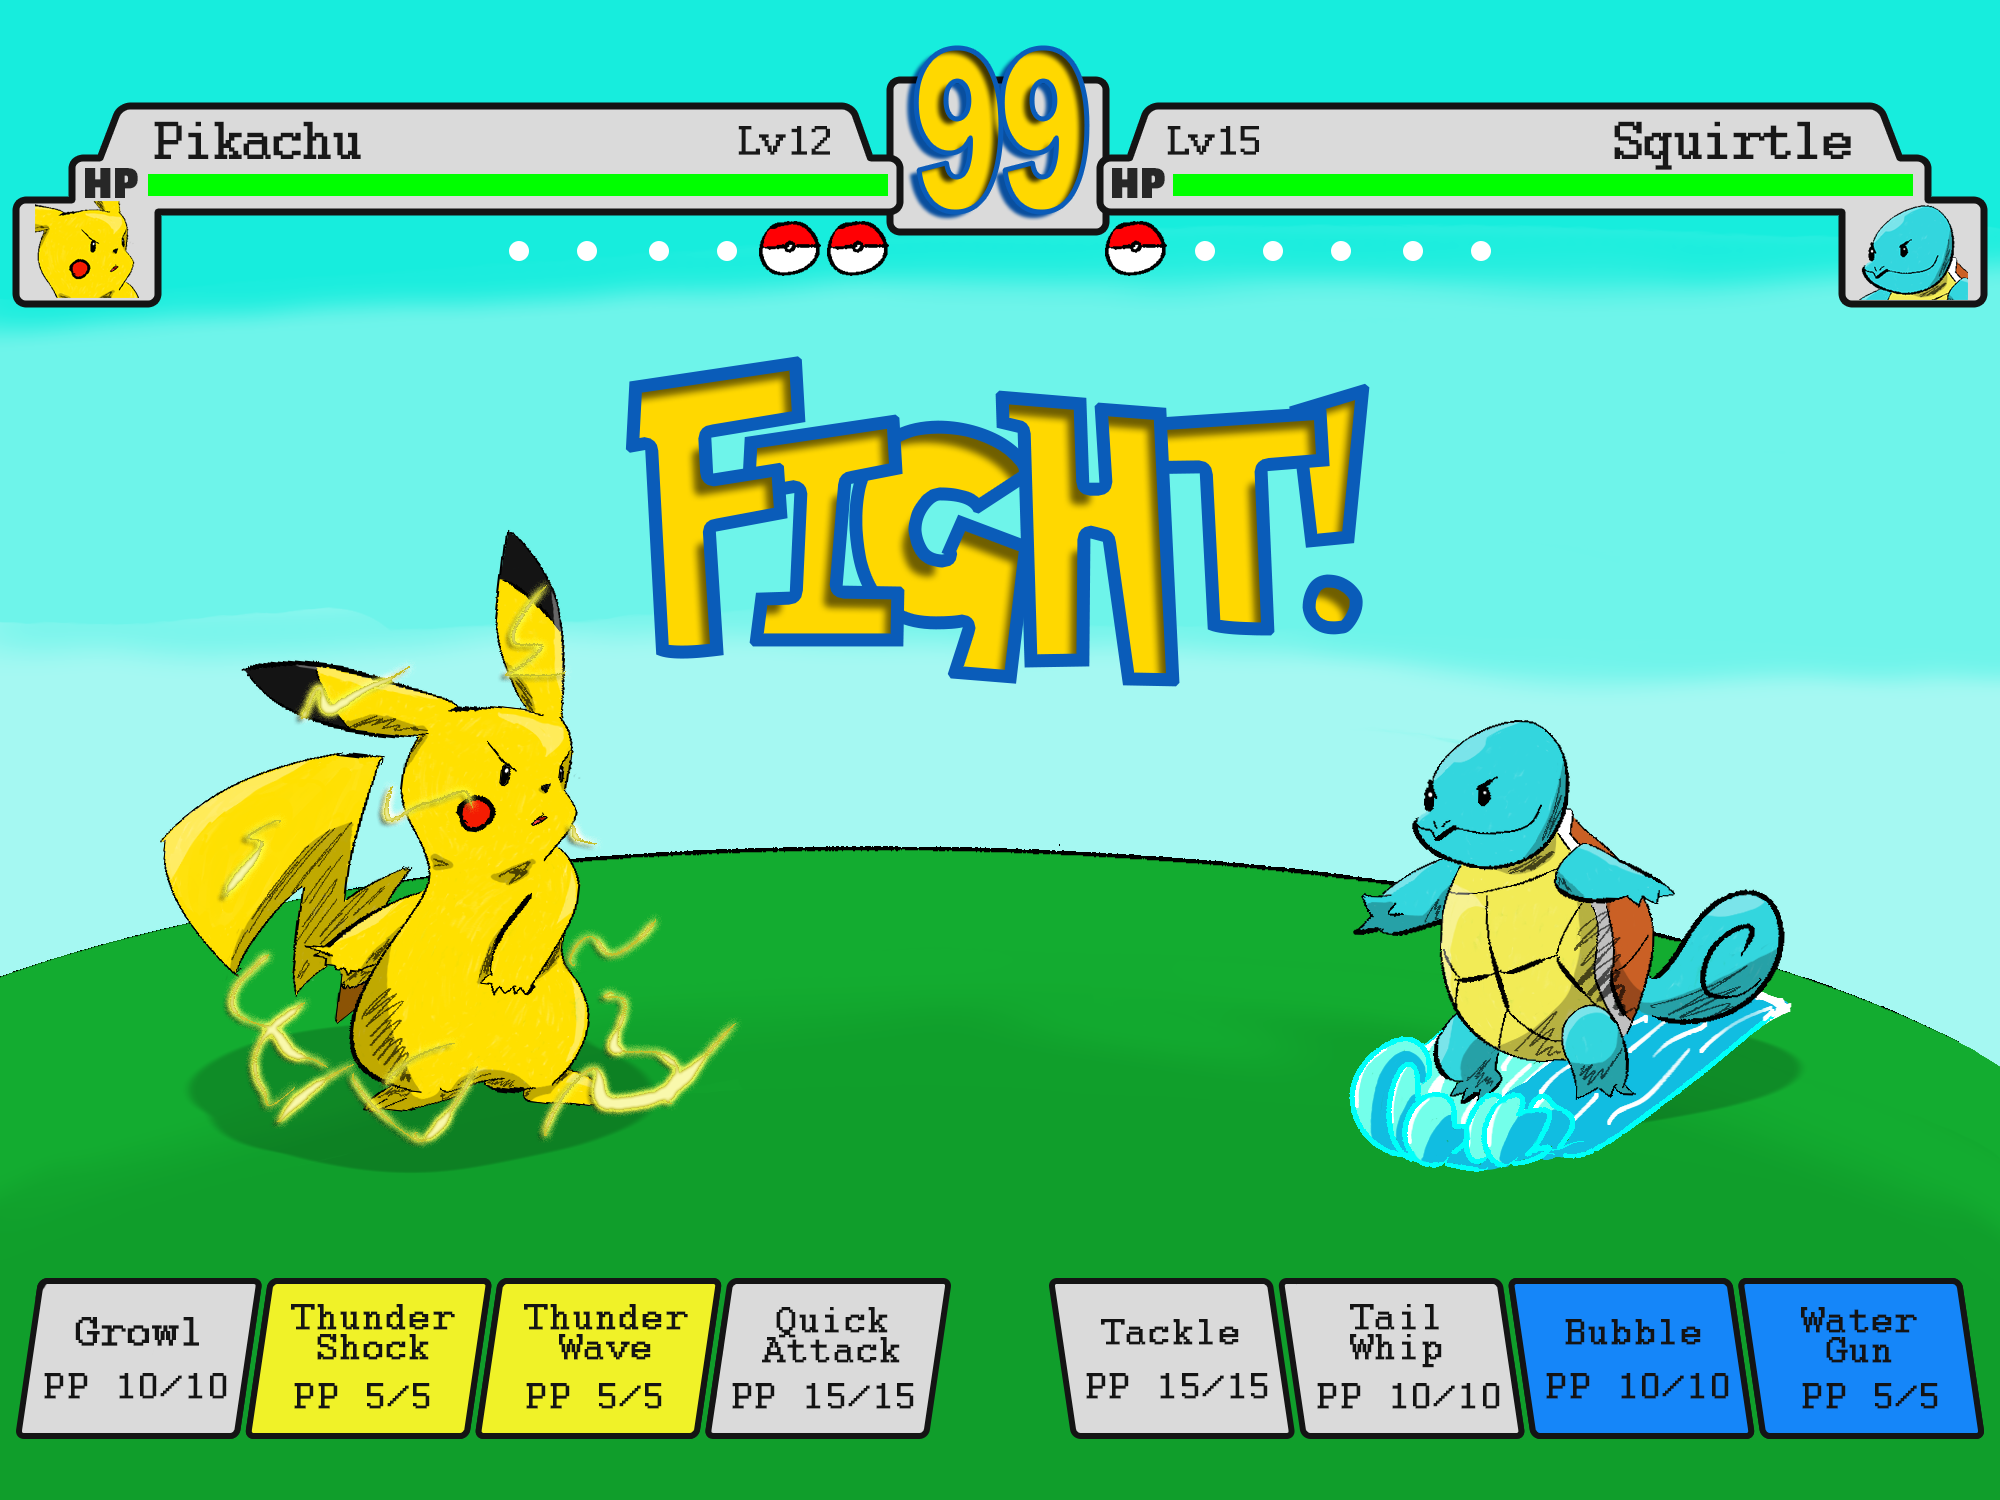 99
Pikachu Lv12
Lv15 Squirtle
HP
HP
FIGHT!
Growl
PP 10/10
Thunder
Shock
PP 5/5
Thunder
Wave
PP 5/5
Quick
Attack
PP 15/15
Tackle
PP 15/15
Tail
Whip
PP 10/10
Bubble
PP 10/10
Water
Gun
PP 5/5